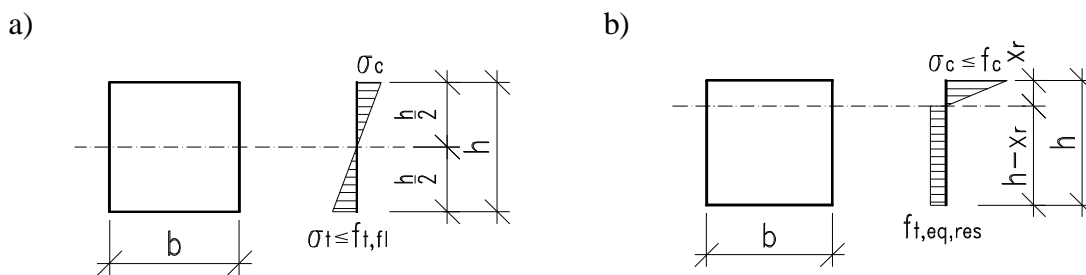 a)
σc
h/2
h/2
h
σt ≤ ft,fl
b
b)
σc ≤ fc
xr
h – xr
h
ft,eq,res
b